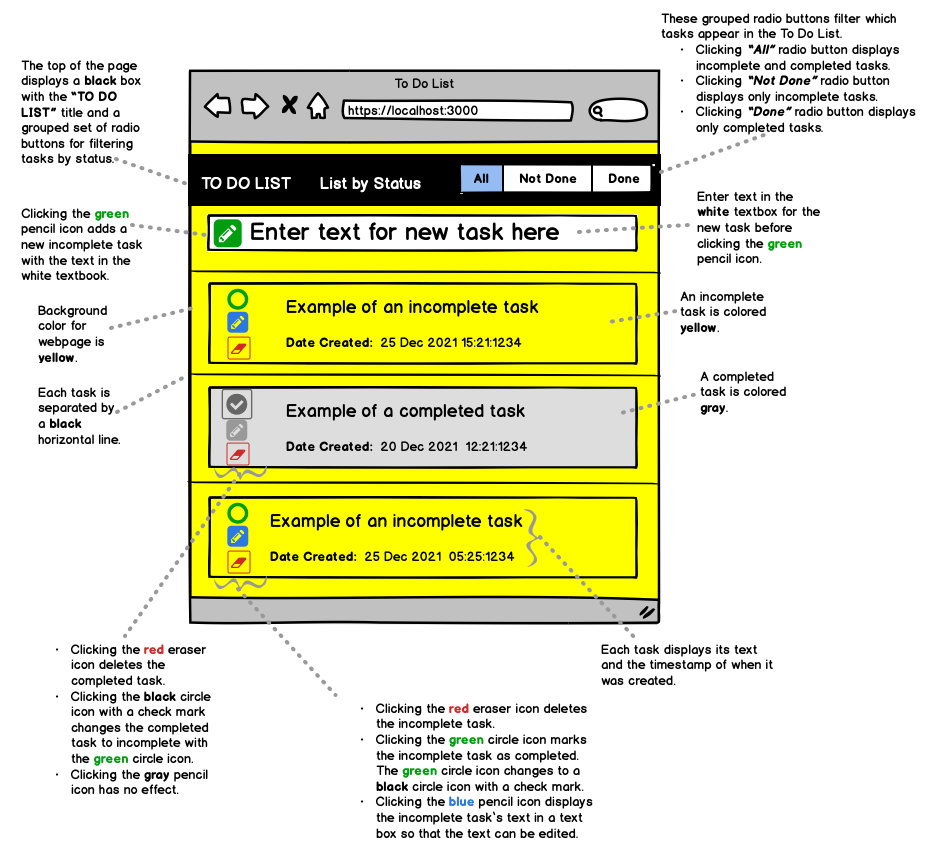 These grouped radio buttons filter which
tasks appear in the To Do List.
· Clicking "All" radio button displays
incomplete and completed tasks.
· Clicking "Not Done" radio button
displays only incomplete tasks.
· Clicking "Done" radio button displays
only completed tasks.
The top of the page
displays a black box
with the "TO DO
LIST" title and a
grouped set of radio
buttons for filtering
tasks by status.
To Do List
https://localhost:3000
TO DO LIST
List by Status
All
Not Done
Done
Clicking the green
pencil icon adds a
new incomplete task
with the text in the
white textbook.
Enter text for new task here
Enter text in the
white textbox for the
new task before
clicking the green
pencil icon.
Background
color for
webpage is
yellow.
Example of an incomplete task
Date Created: 25 Dec 2021 15:21:1234
An incomplete
task is colored
yellow.
Each task is
separated by
a black
horizontal line.
Example of a completed task
Date Created: 20 Dec 2021 12:21:1234
A completed
task is colored
gray.
Example of an incomplete task
Date Created: 25 Dec 2021 05:25:1234
· Clicking the red eraser
icon deletes the
completed task.
· Clicking the black circle
icon with a check mark
changes the completed
task to incomplete with
the green circle icon.
· Clicking the gray pencil
icon has no effect.
Each task displays its text
and the timestamp of when it
was created.
· Clicking the red eraser icon deletes
the incomplete task.
· Clicking the green circle icon marks
the incomplete task as completed.
The green circle icon changes to a
black circle icon with a check mark.
· Clicking the blue pencil icon displays
the incomplete task`s text in a text
box so that the text can be edited.